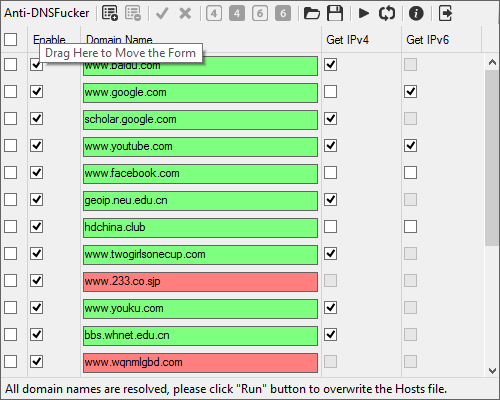 Anti-DNSFucker
4 4 6 6
Enable Domain Name Get IPv4 Get IPv6
Drag Here to Move the Form
www.baidu.com
www.google.com
scholar.google.com
www.youtube.com
www.facebook.com
geoip.neu.edu.cn
hdchina.club
www.twogirlsonecup.com
www.233.co.sjp
www.youku.com
bbs.whnet.edu.cn
www.wqnmlgbd.com
All domain names are resolved, please click "Run" button to overwrite the Hosts file.